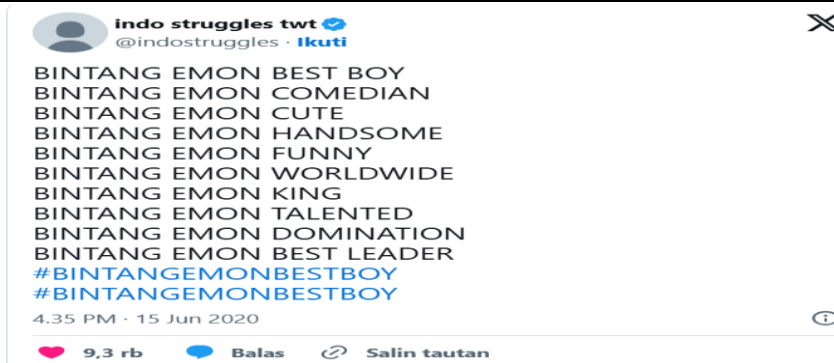 indo struggles twt
@indostruggles · Ikuti
BINTANG EMON BEST BOY
BINTANG EMON COMEDIAN
BINTANG EMON CUTE
BINTANG EMON HANDSOME
BINTANG EMON FUNNY
BINTANG EMON WORLDWIDE
BINTANG EMON KING
BINTANG EMON TALENTED
BINTANG EMON DOMINATION
BINTANG EMON BEST LEADER
#BINTANGEMONBESTBOY
#BINTANGEMONBESTBOY
4.35 PM · 15 Jun 2020
9,3 rb Balas Salin tautan